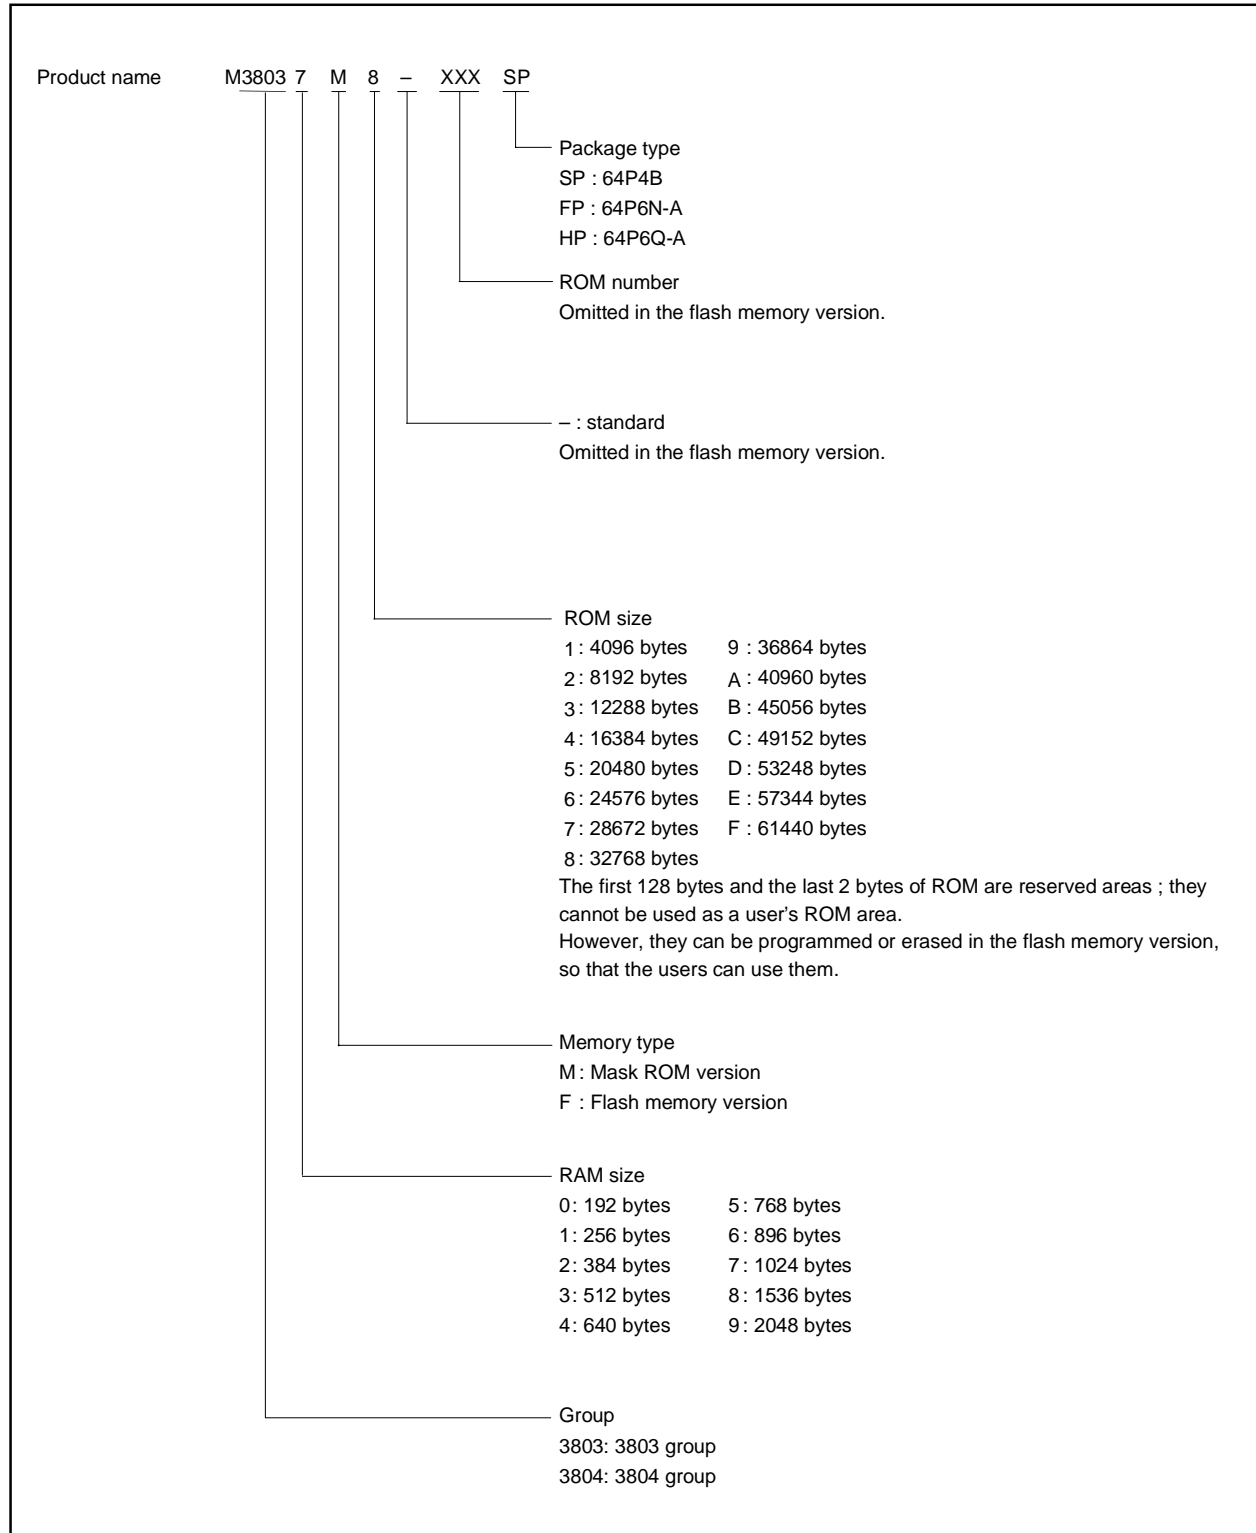 Product name M3803 7 M 8 – XXX SP
Package type
SP : 64P4B
FP : 64P6N-A
HP : 64P6Q-A
ROM number
Omitted in the flash memory version.
– : standard
Omitted in the flash memory version.
ROM size
1 : 4096 bytes 9 : 36864 bytes
2 : 8192 bytes A : 40960 bytes
3 : 12288 bytes B : 45056 bytes
4 : 16384 bytes C : 49152 bytes
5 : 20480 bytes D : 53248 bytes
6 : 24576 bytes E : 57344 bytes
7 : 28672 bytes F : 61440 bytes
8 : 32768 bytes
The first 128 bytes and the last 2 bytes of ROM are reserved areas ; they
cannot be used as a user’s ROM area.
However, they can be programmed or erased in the flash memory version,
so that the users can use them.
Memory type
M : Mask ROM version
F : Flash memory version
RAM size
0 : 192 bytes 5 : 768 bytes
1 : 256 bytes 6 : 896 bytes
2 : 384 bytes 7 : 1024 bytes
3 : 512 bytes 8 : 1536 bytes
4 : 640 bytes 9 : 2048 bytes
Group
3803: 3803 group
3804: 3804 group